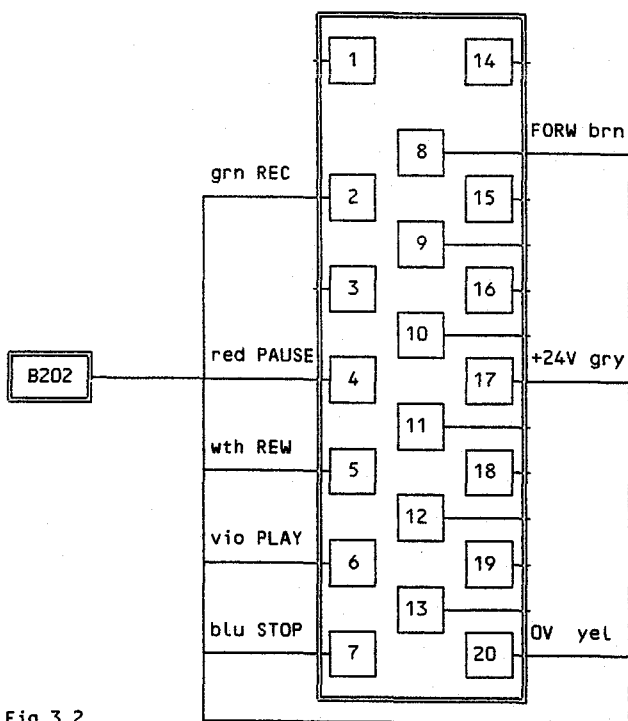 1 14
FORW brn
8
grn REC
2 15
9
3 16
10
red PAUSE +24V gry
B202 4 17
11
wth REW
5 18
12
vio PLAY
6 19
13
blu STOP 0V yel
7 20
Fig 3.2